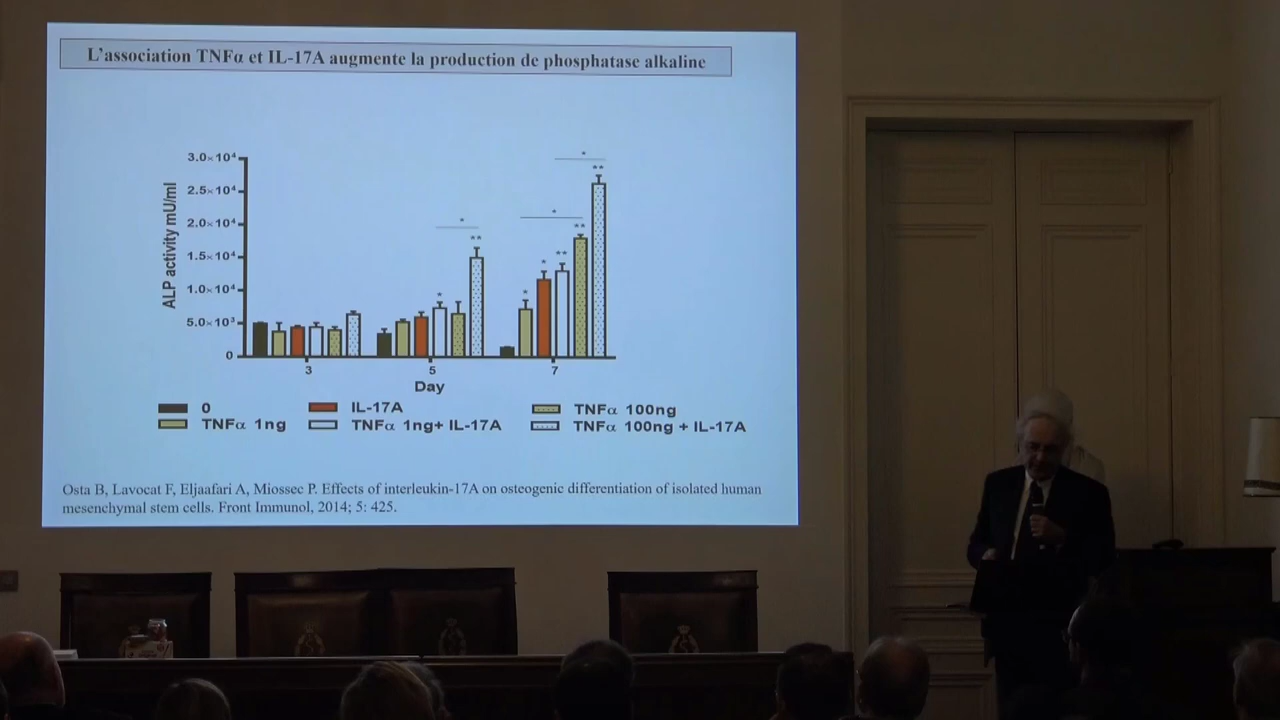 L’association TNFα et IL-17A augmente la production de phosphatase alkaline
3.0×10⁴
2.5×10⁴
2.0×10⁴
1.5×10⁴
1.0×10⁴
5.0×10³
0
ALP activity mU/ml
* **
* ** * ** * ** *
3 5 7
Day
0 IL-17A TNFα 100ng
TNFα 1ng TNFα 1ng+ IL-17A TNFα 100ng + IL-17A
Osta B, Lavocat F, Eljaafari A, Miossec P. Effects of interleukin-17A on osteogenic differentiation of isolated human
mesenchymal stem cells. Front Immunol, 2014; 5: 425.